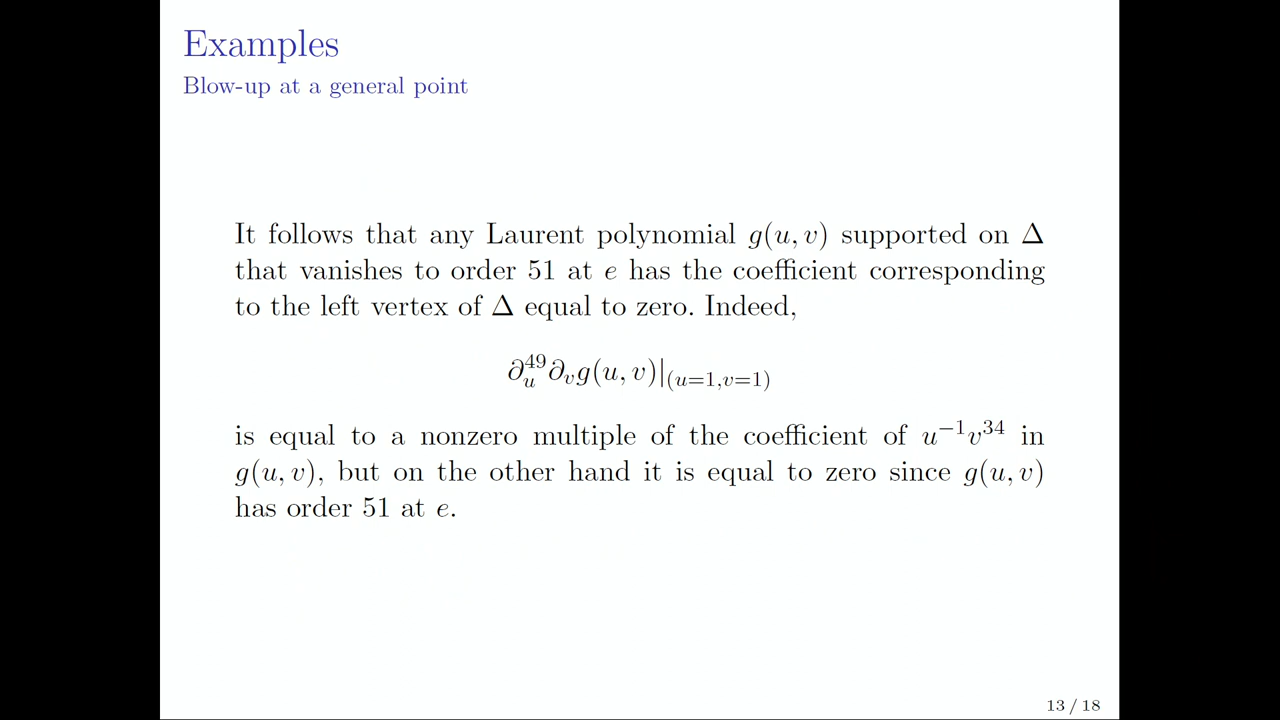 Examples
Blow-up at a general point
It follows that any Laurent polynomial g(u, v) supported on Δ
that vanishes to order 51 at e has the coefficient corresponding
to the left vertex of Δ equal to zero. Indeed,
∂_u^{49}∂_v g(u, v)|_{(u=1,v=1)}
is equal to a nonzero multiple of the coefficient of u^{-1}v^{34} in
g(u, v), but on the other hand it is equal to zero since g(u, v)
has order 51 at e.
13 / 18